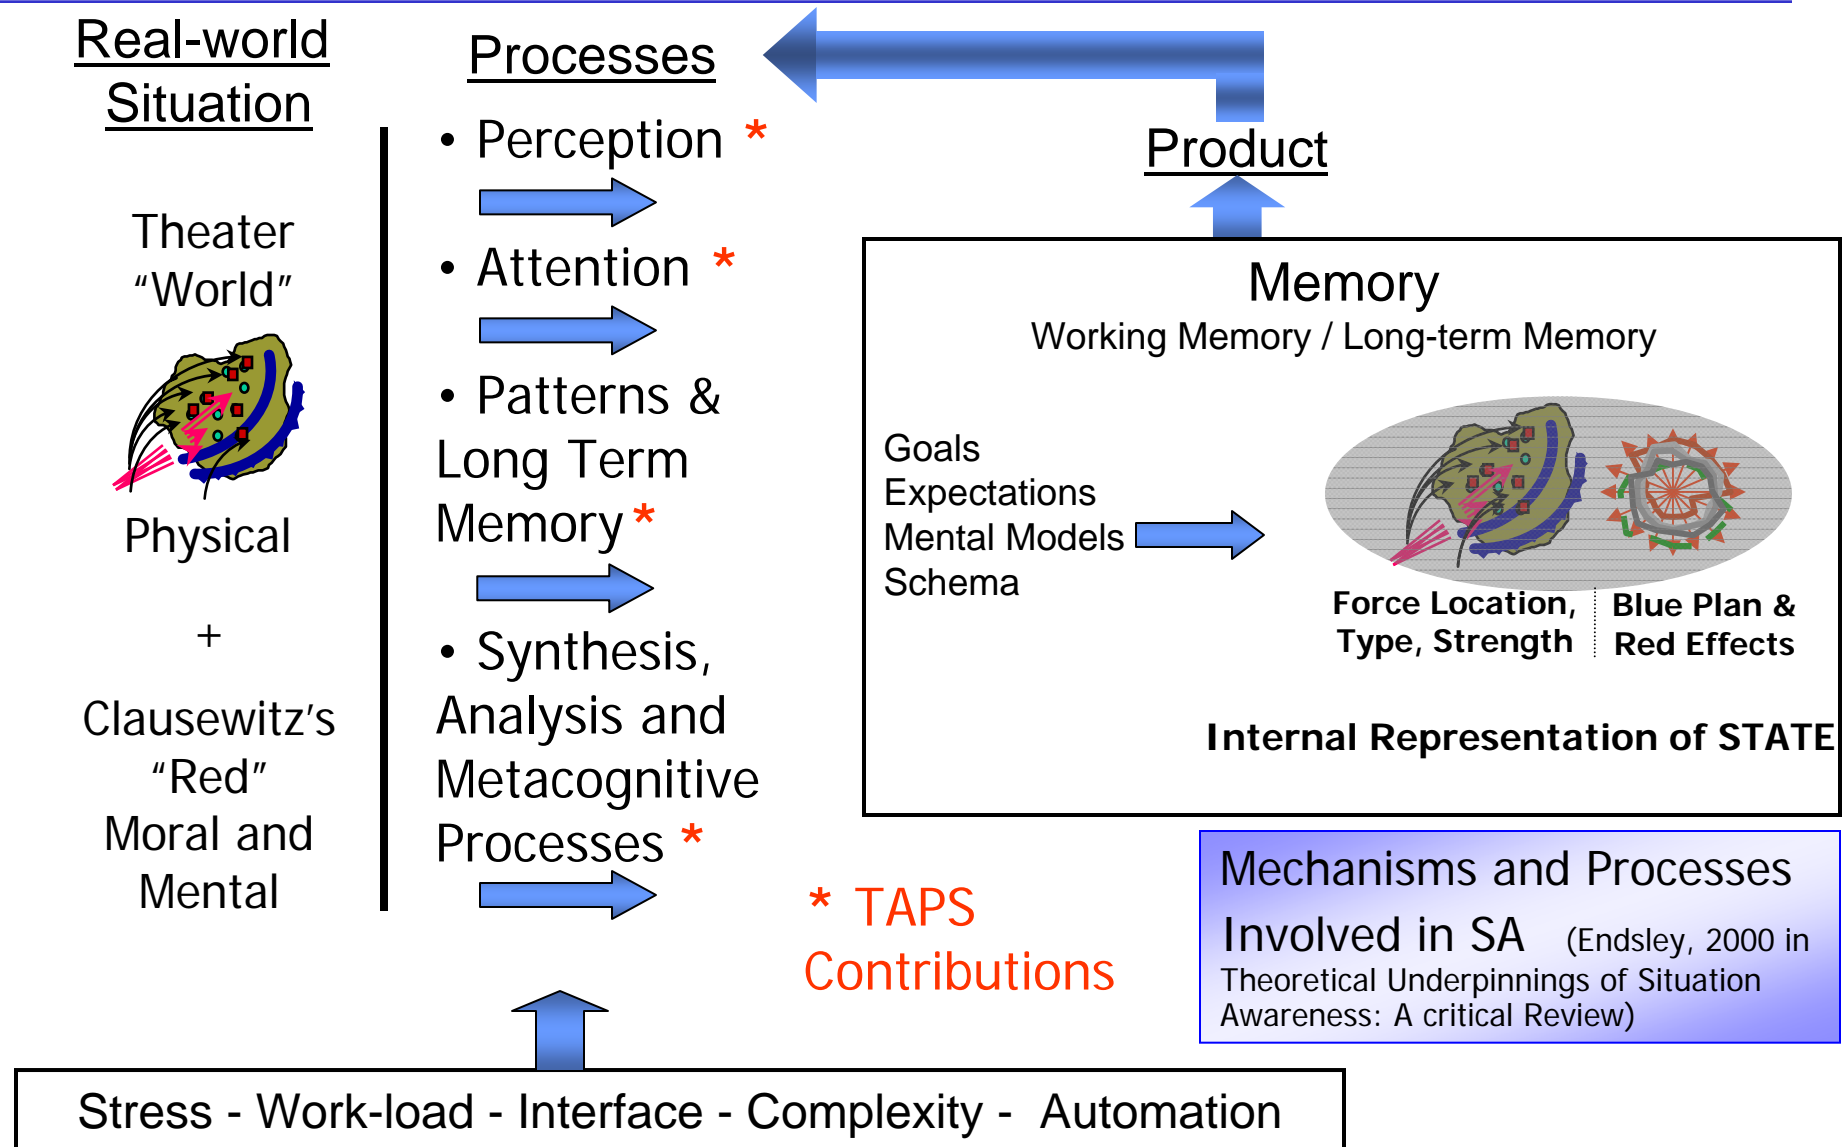 Real-world
Situation
Theater
“World”
Physical
+
Clausewitz’s
“Red”
Moral and
Mental
Processes
• Perception *
• Attention *
• Patterns &
Long Term
Memory *
• Synthesis,
Analysis and
Metacognitive
Processes *
* TAPS
Contributions
Product
Memory
Working Memory / Long-term Memory
Goals
Expectations
Mental Models
Schema
Force Location,
Type, Strength
Blue Plan &
Red Effects
Internal Representation of STATE
Mechanisms and Processes
Involved in SA (Endsley, 2000 in
Theoretical Underpinnings of Situation
Awareness: A critical Review)
Stress - Work-load - Interface - Complexity - Automation